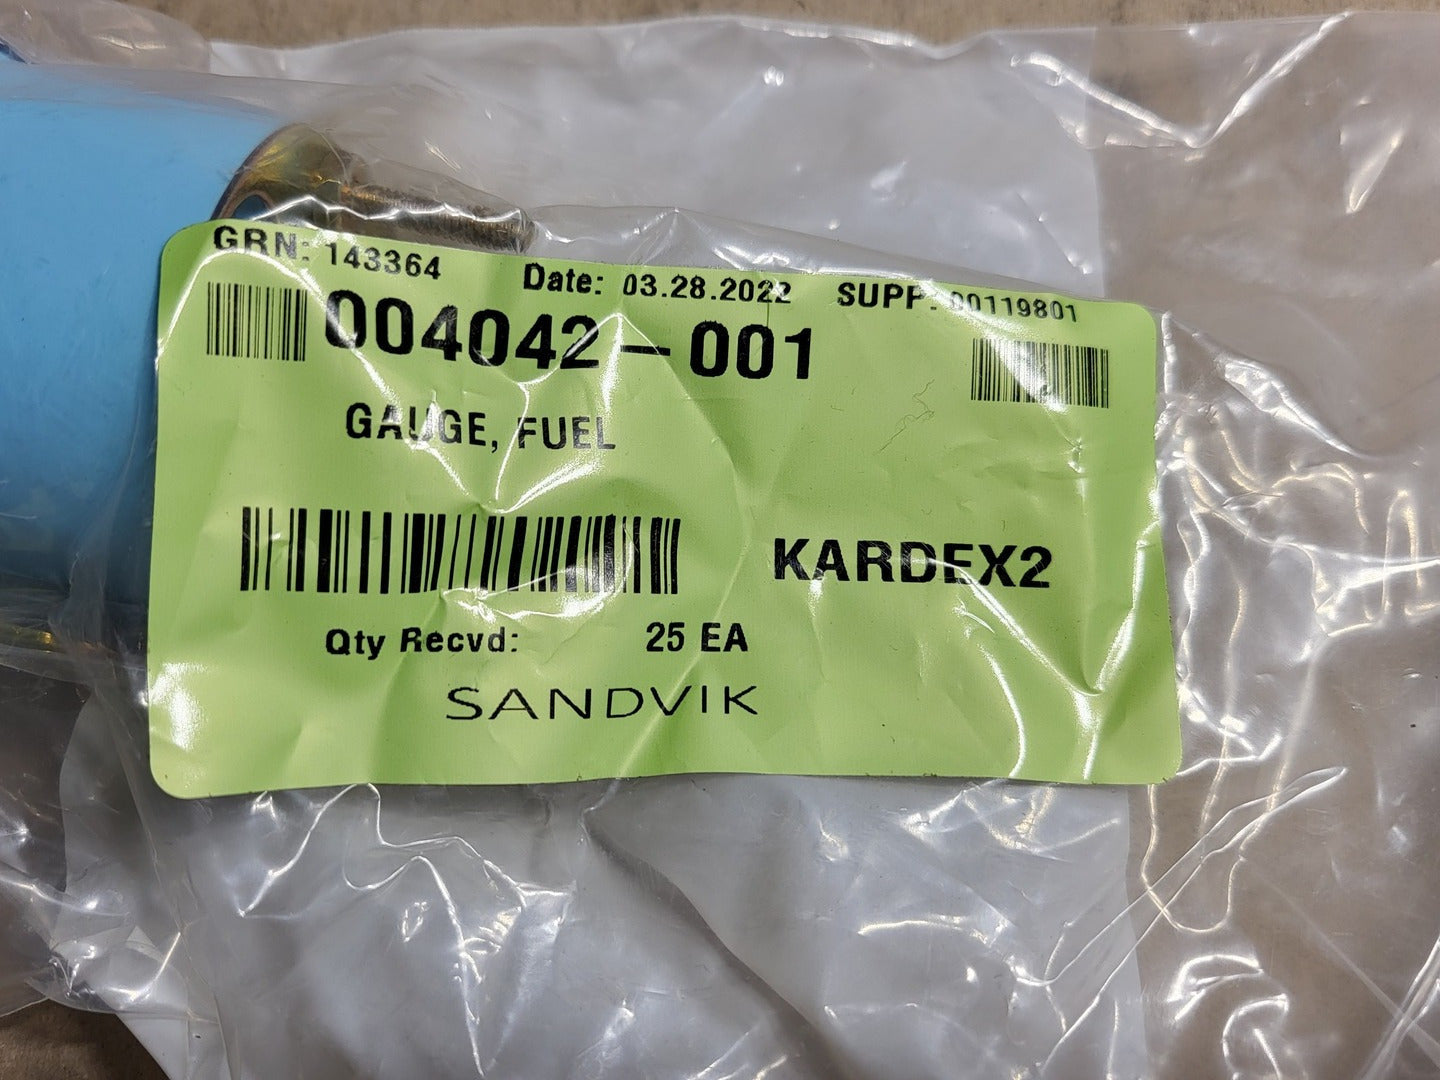 GRN: 143364 Date: 03.28.2022 SUPP: 00119801
004042-001
GAUGE, FUEL
KARDEX2
Qty Recvd: 25 EA
SANDVIK